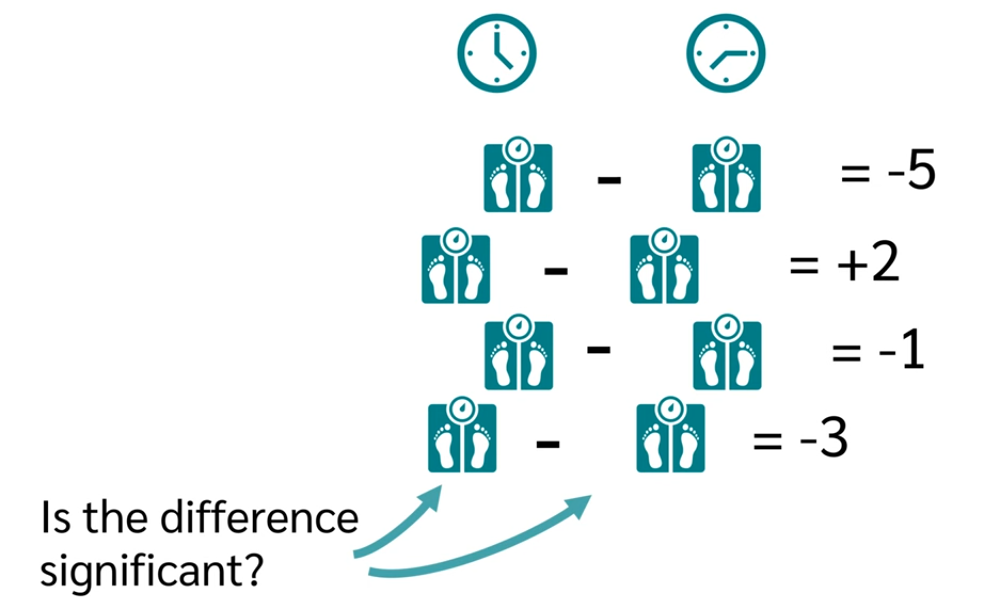 - = -5
- = +2
- = -1
- = -3
Is the difference
significant?